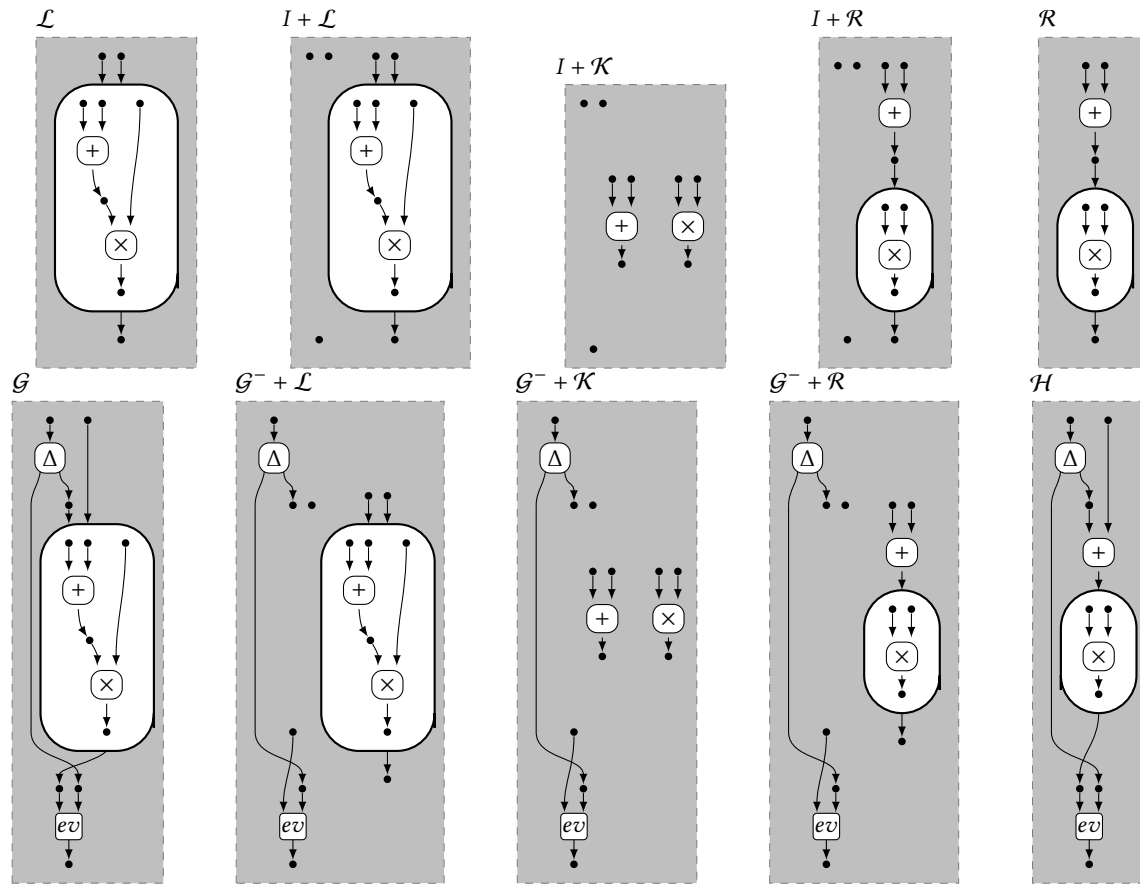 𝓛
I + 𝓛
I + 𝓚
I + 𝓡
𝓡
+
+
+
+
×
×
+
×
×
×
𝓖
𝓖⁻ + 𝓛
𝓖⁻ + 𝓚
𝓖⁻ + 𝓡
𝓗
Δ
Δ
Δ
Δ
Δ
+
+
+
+
+
×
×
×
×
×
ev
ev
ev
ev
ev